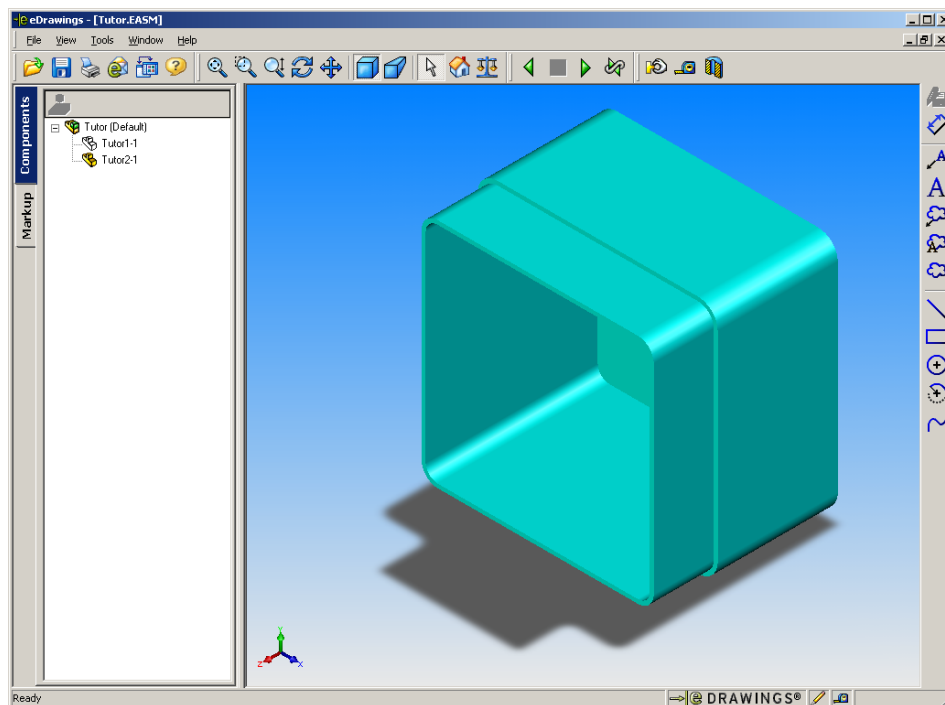 eDrawings - [Tutor.EASM]
File View Tools Window Help
Components
Markup
Tutor (Default)
Tutor1-1
Tutor2-1
A
A
A
Y
Z
X
Ready
e DRAWINGS®